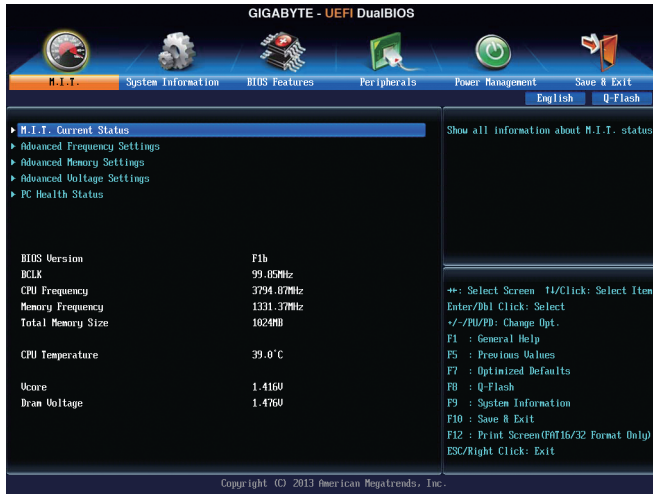 GIGABYTE - UEFI DualBIOS
M.I.T. System Information BIOS Features Peripherals Power Management Save & Exit
English Q-Flash
M.I.T. Current Status
Advanced Frequency Settings
Advanced Memory Settings
Advanced Voltage Settings
PC Health Status
BIOS Version F1b
BCLK 99.85MHz
CPU Frequency 3794.87MHz
Memory Frequency 1331.37MHz
Total Memory Size 1024MB
CPU Temperature 39.0°C
Vcore 1.416V
Dram Voltage 1.476V
Show all information about M.I.T. status
→←: Select Screen ↑↓/Click: Select Item
Enter/Dbl Click: Select
+/-/PU/PD: Change Opt.
F1 : General Help
F5 : Previous Values
F7 : Optimized Defaults
F8 : Q-Flash
F9 : System Information
F10 : Save & Exit
F12 : Print Screen(FAT16/32 Format Only)
ESC/Right Click: Exit
Copyright (C) 2013 American Megatrends, Inc.